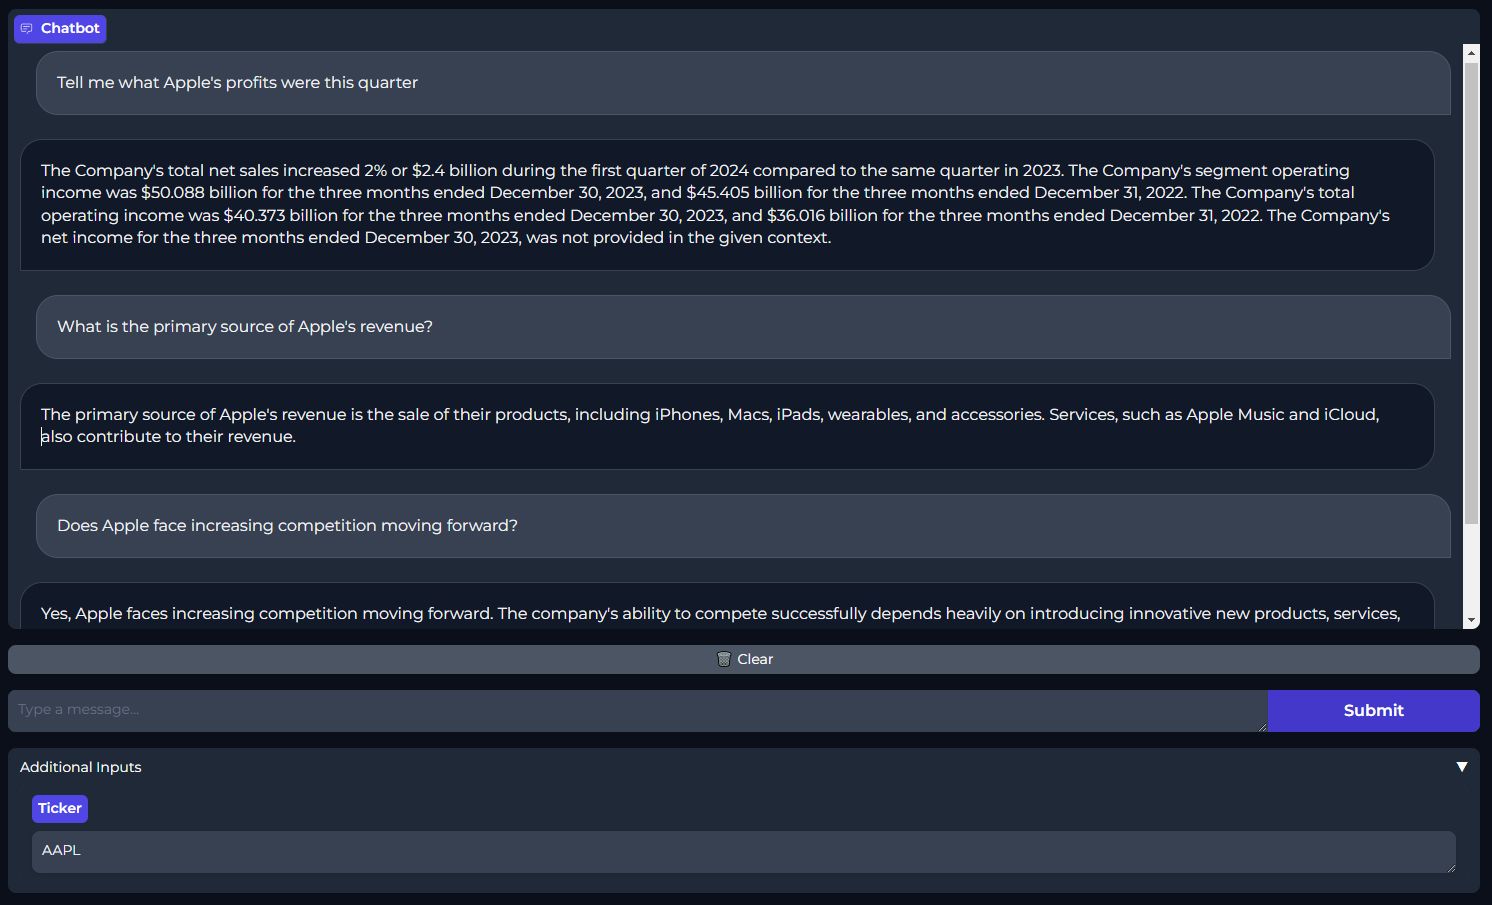 Chatbot
Tell me what Apple's profits were this quarter
The Company's total net sales increased 2% or $2.4 billion during the first quarter of 2024 compared to the same quarter in 2023. The Company's segment operating
income was $50.088 billion for the three months ended December 30, 2023, and $45.405 billion for the three months ended December 31, 2022. The Company's total
operating income was $40.373 billion for the three months ended December 30, 2023, and $36.016 billion for the three months ended December 31, 2022. The Company's
net income for the three months ended December 30, 2023, was not provided in the given context.
What is the primary source of Apple's revenue?
The primary source of Apple's revenue is the sale of their products, including iPhones, Macs, iPads, wearables, and accessories. Services, such as Apple Music and iCloud,
also contribute to their revenue.
Does Apple face increasing competition moving forward?
Yes, Apple faces increasing competition moving forward. The company's ability to compete successfully depends heavily on introducing innovative new products, services,
Clear
Type a message...
Submit
Additional Inputs
Ticker
AAPL